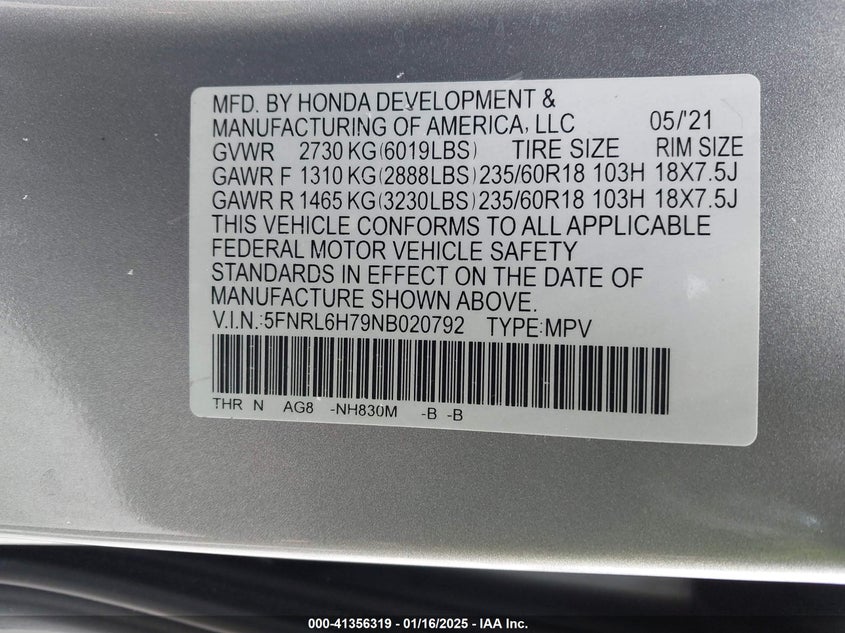 MFD. BY HONDA DEVELOPMENT &
MANUFACTURING OF AMERICA, LLC 05/'21
GVWR 2730 KG (6019LBS) TIRE SIZE RIM SIZE
GAWR F 1310 KG (2888LBS) 235/60R18 103H 18X7.5J
GAWR R 1465 KG (3230LBS) 235/60R18 103H 18X7.5J
THIS VEHICLE CONFORMS TO ALL APPLICABLE
FEDERAL MOTOR VEHICLE SAFETY
STANDARDS IN EFFECT ON THE DATE OF
MANUFACTURE SHOWN ABOVE.
V.I.N.:5FNRL6H79NB020792 TYPE:MPV
THR N AG8 -NH830M -B -B
000-41356319 - 01/16/2025 - IAA Inc.